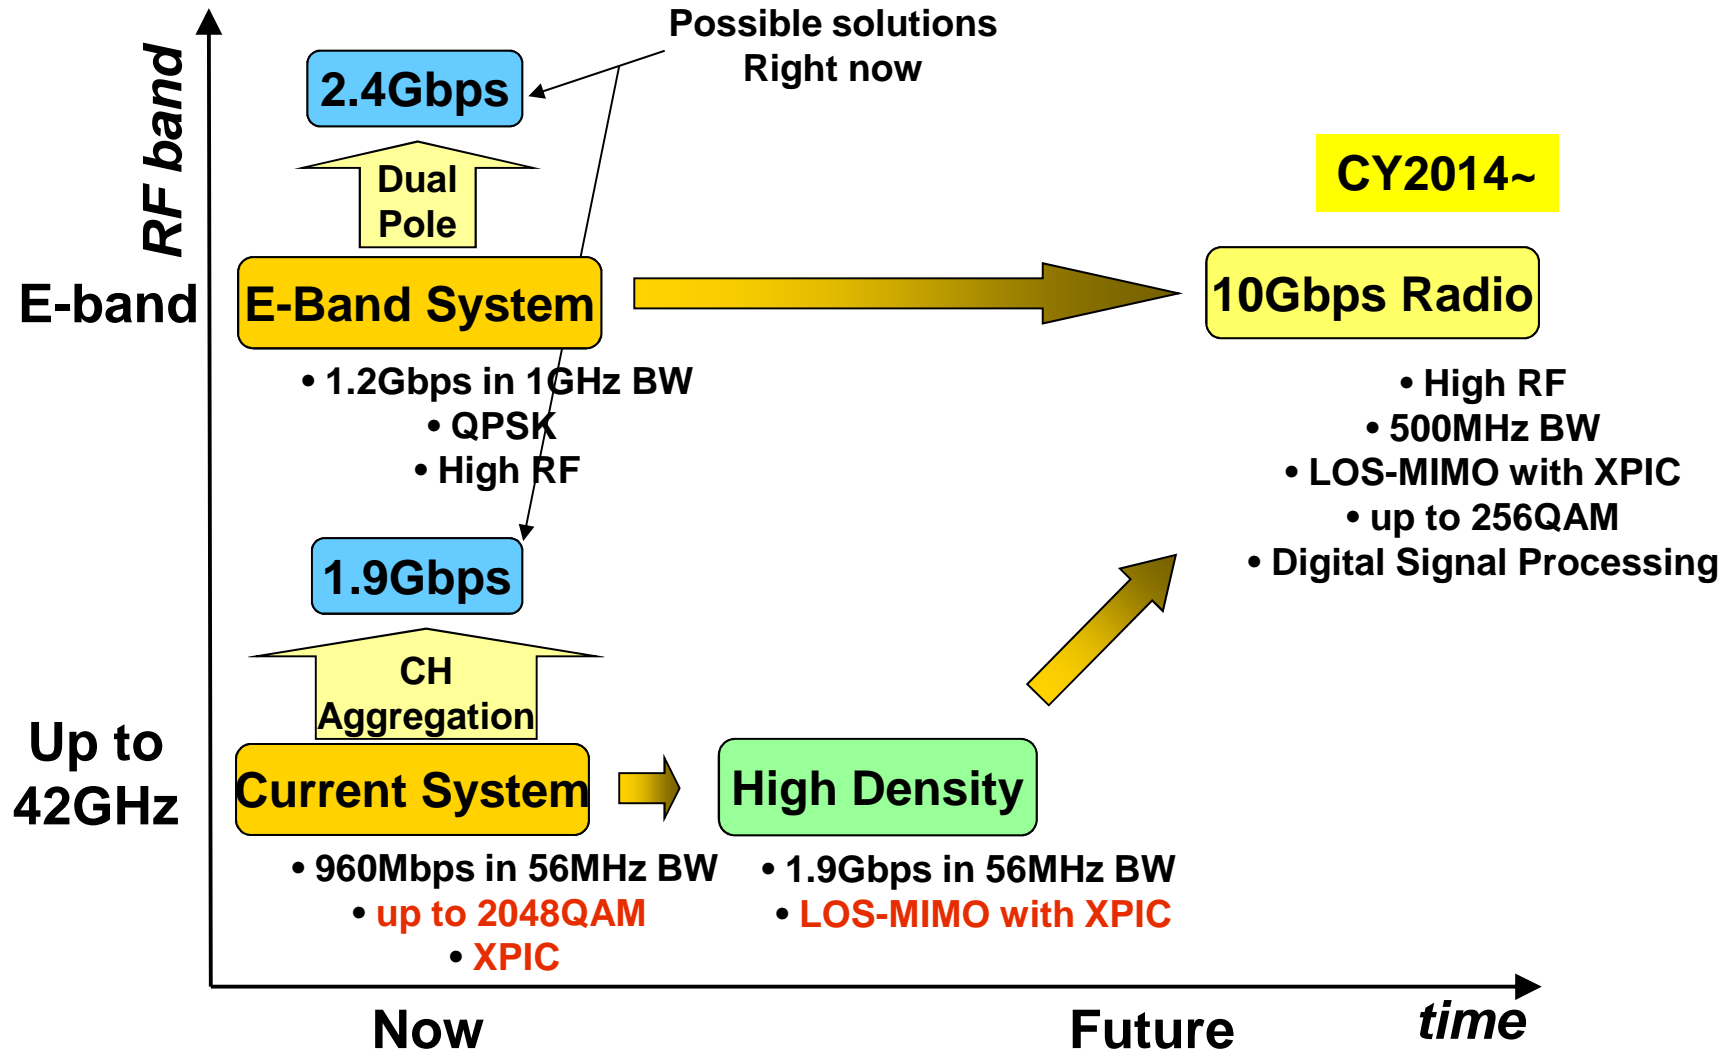 Possible solutions
Right now
RF band
2.4Gbps
Dual
Pole
CY2014~
E-band
E-Band System
10Gbps Radio
• 1.2Gbps in 1GHz BW
• QPSK
• High RF
• High RF
• 500MHz BW
• LOS-MIMO with XPIC
• up to 256QAM
• Digital Signal Processing
1.9Gbps
CH
Aggregation
Up to
42GHz
Current System
High Density
• 960Mbps in 56MHz BW
• up to 2048QAM
• XPIC
• 1.9Gbps in 56MHz BW
• LOS-MIMO with XPIC
Now
Future
time